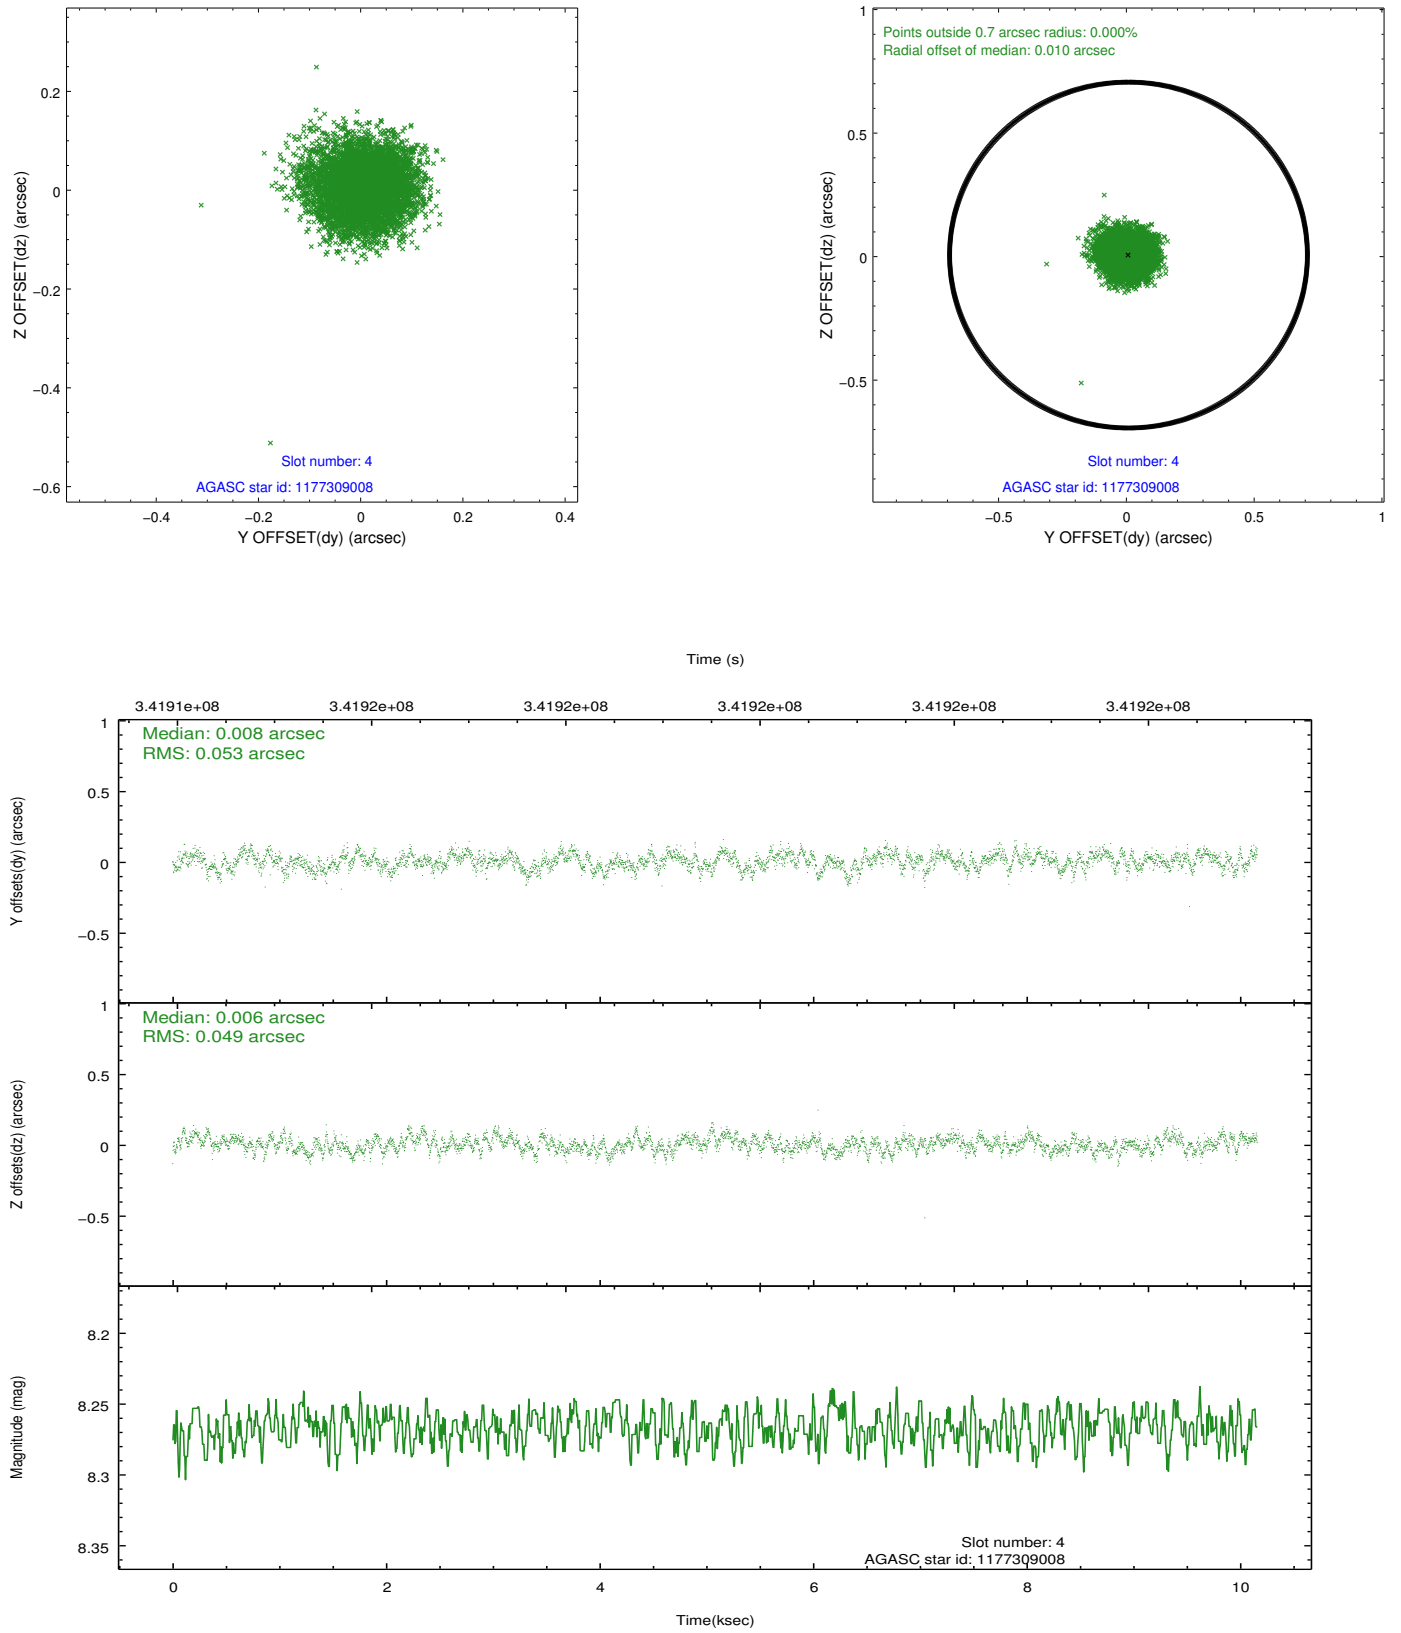 0.2
0
−0.2
−0.4
−0.6
Z OFFSET(dz) (arcsec)
Slot number: 4
AGASC star id: 1177309008
−0.4 −0.2 0 0.2 0.4
Y OFFSET(dy) (arcsec)
1
0.5
0
−0.5
Z OFFSET(dz) (arcsec)
Points outside 0.7 arcsec radius: 0.000%
Radial offset of median: 0.010 arcsec
Slot number: 4
AGASC star id: 1177309008
−0.5 0 0.5 1
Y OFFSET(dy) (arcsec)
Time (s)
3.4191e+08 3.4192e+08 3.4192e+08 3.4192e+08 3.4192e+08 3.4192e+08
1
0.5
0
−0.5
Y offsets(dy) (arcsec)
Median: 0.008 arcsec
RMS: 0.053 arcsec
1
0.5
0
−0.5
Z offsets(dz) (arcsec)
Median: 0.006 arcsec
RMS: 0.049 arcsec
8.2
8.25
8.3
8.35
Magnitude (mag)
Slot number: 4
AGASC star id: 1177309008
0 2 4 6 8 10
Time(ksec)